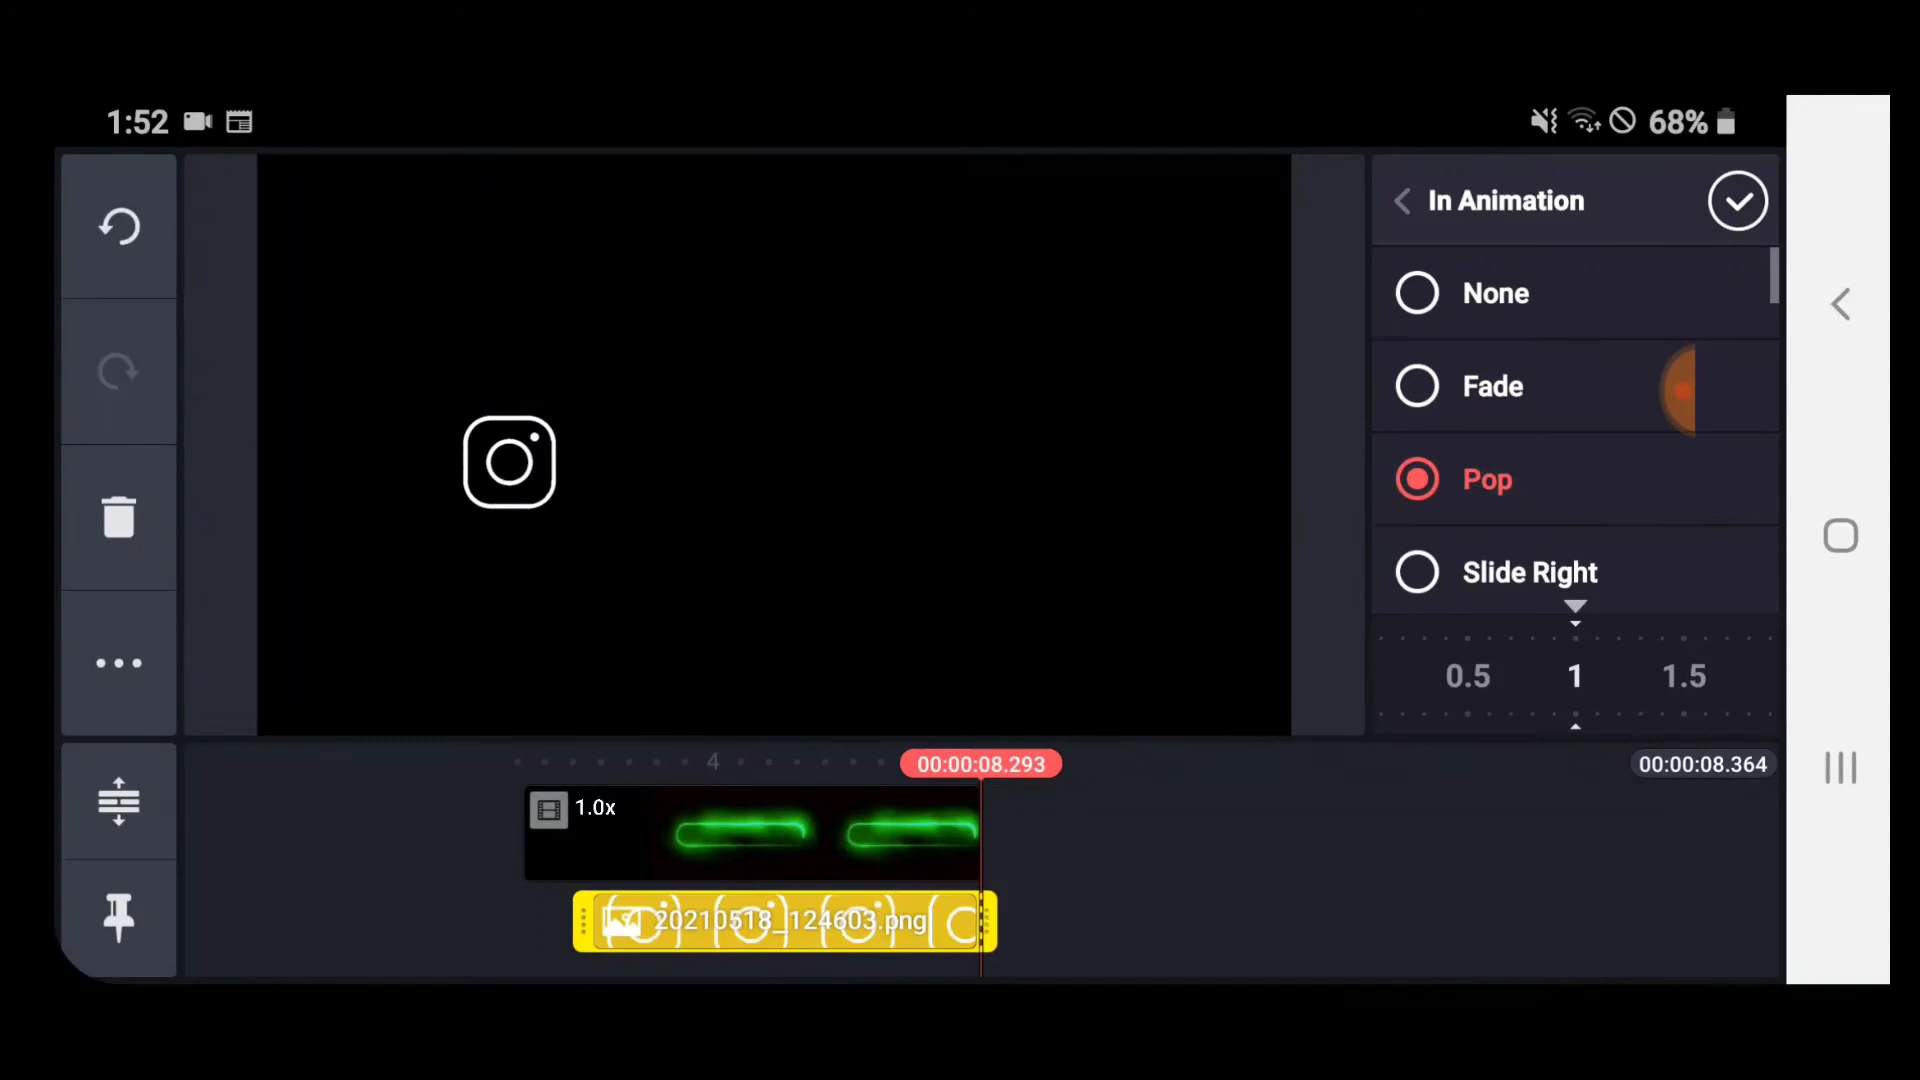 1:52
68%
In Animation
None
Fade
Pop
Slide Right
0.5 1 1.5
4
00:00:08.293
00:00:08.364
1.0x
20210518_124603.png